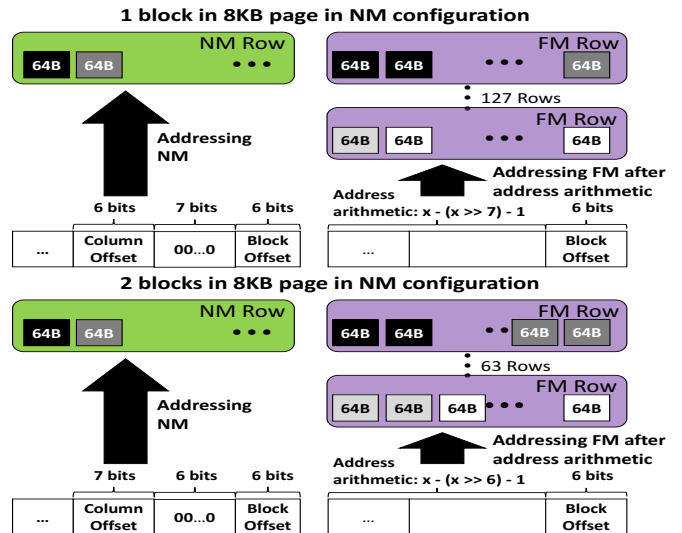 1 block in 8KB page in NM configuration
NM Row
64B 64B • • •
FM Row
64B 64B • • • 64B
127 Rows
FM Row
64B 64B • • • 64B
Addressing
NM
Addressing FM after
address arithmetic
Address
arithmetic: x - (x >> 7) - 1
6 bits 7 bits 6 bits
6 bits
... Column
Offset 00...0 Block
Offset
... Block
Offset
2 blocks in 8KB page in NM configuration
NM Row
64B 64B • • •
FM Row
64B 64B • • 64B 64B
63 Rows
FM Row
64B 64B 64B • • • 64B
Addressing
NM
Addressing FM after
address arithmetic
Address
arithmetic: x - (x >> 6) - 1
7 bits 6 bits 6 bits
6 bits
... Column
Offset 00...0 Block
Offset
... Block
Offset